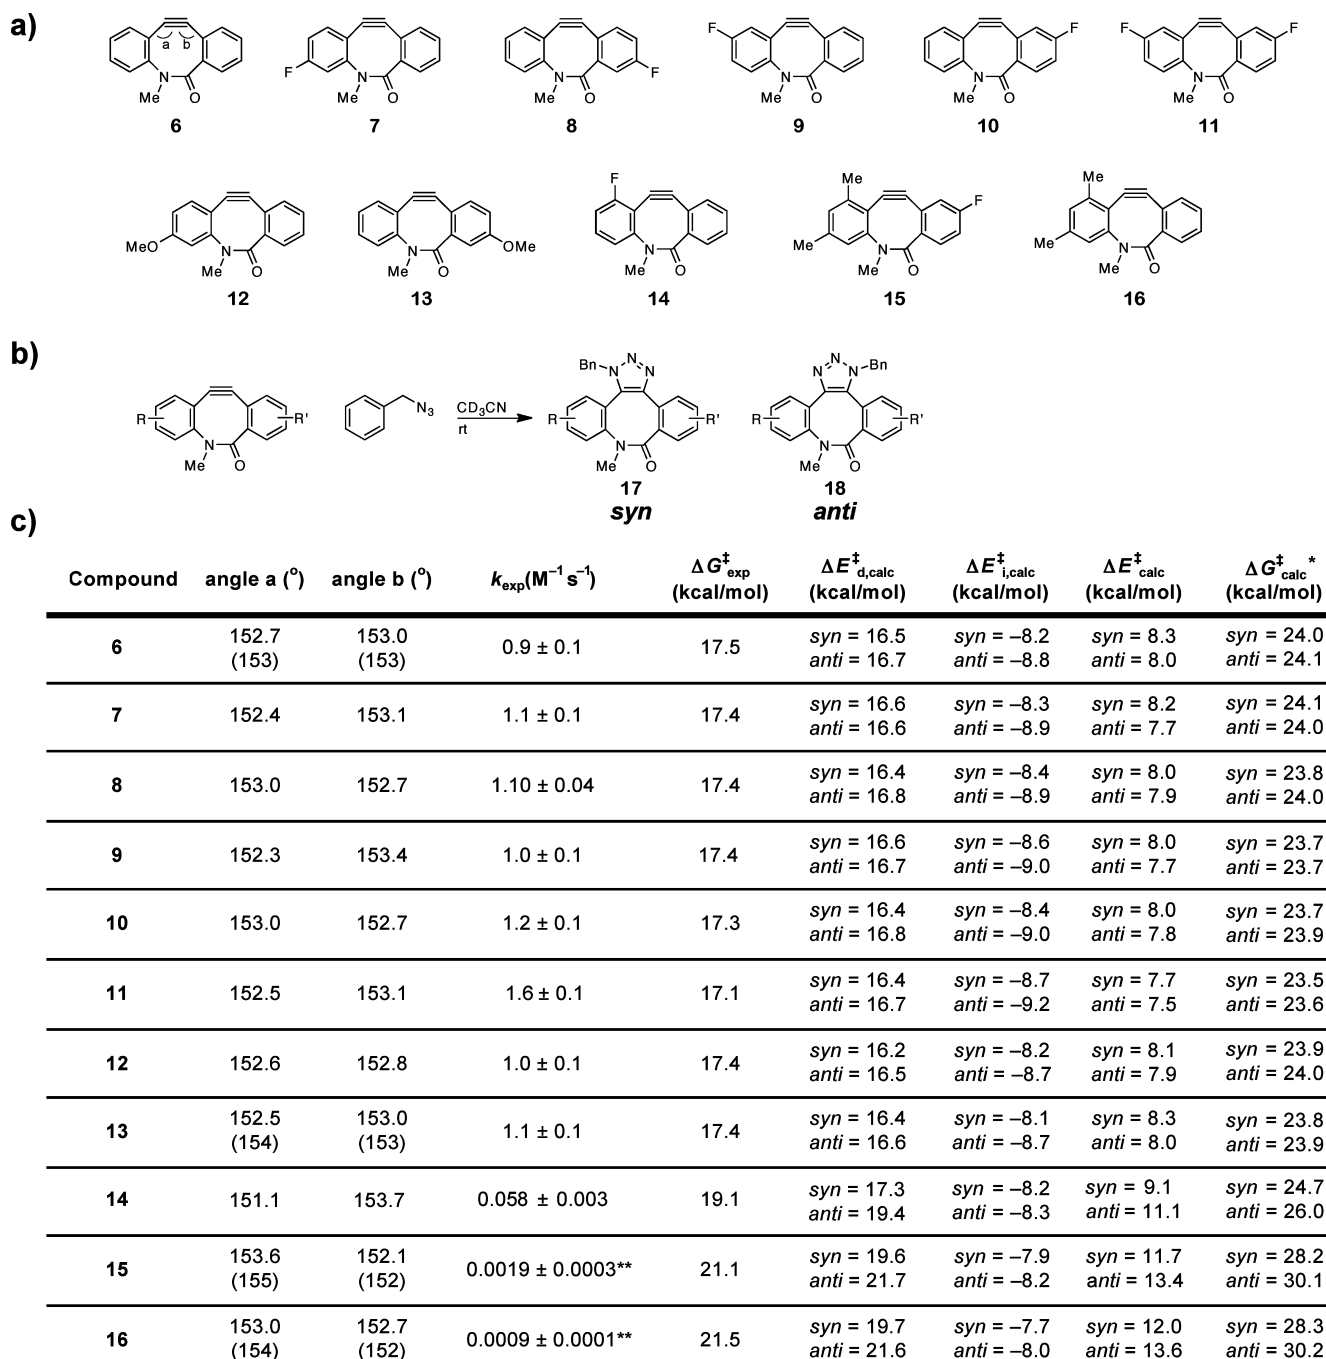 a)
a b
N Me O
6
F N Me O
7
N Me O F
8
F N Me O
9
N Me O F
10
F N Me O F
11
MeO N Me O
12
N Me O OMe
13
F N Me O
14
Me Me N Me O F
15
Me Me N Me O
16
b)
R N Me O R'
N₃
CD₃CN
rt
Bn N N N R N Me O R'
17
syn
N N N Bn R N Me O R'
18
anti
c)
Compound angle a (°) angle b (°) k exp(M⁻¹ s⁻¹) ΔG‡exp (kcal/mol) ΔE‡d,calc (kcal/mol) ΔE‡i,calc (kcal/mol) ΔE‡calc (kcal/mol) ΔG‡calc* (kcal/mol)
6 152.7 153.0 0.9 ± 0.1 17.5 syn = 16.5 syn = –8.2 syn = 8.3 syn = 24.0
(153) (153) anti = 16.7 anti = –8.8 anti = 8.0 anti = 24.1
7 152.4 153.1 1.1 ± 0.1 17.4 syn = 16.6 syn = –8.3 syn = 8.2 syn = 24.1
anti = 16.6 anti = –8.9 anti = 7.7 anti = 24.0
8 153.0 152.7 1.10 ± 0.04 17.4 syn = 16.4 syn = –8.4 syn = 8.0 syn = 23.8
anti = 16.8 anti = –8.9 anti = 7.9 anti = 24.0
9 152.3 153.4 1.0 ± 0.1 17.4 syn = 16.6 syn = –8.6 syn = 8.0 syn = 23.7
anti = 16.7 anti = –9.0 anti = 7.7 anti = 23.7
10 153.0 152.7 1.2 ± 0.1 17.3 syn = 16.4 syn = –8.4 syn = 8.0 syn = 23.7
anti = 16.8 anti = –9.0 anti = 7.8 anti = 23.9
11 152.5 153.1 1.6 ± 0.1 17.1 syn = 16.4 syn = –8.7 syn = 7.7 syn = 23.5
anti = 16.7 anti = –9.2 anti = 7.5 anti = 23.6
12 152.6 152.8 1.0 ± 0.1 17.4 syn = 16.2 syn = –8.2 syn = 8.1 syn = 23.9
anti = 16.5 anti = –8.7 anti = 7.9 anti = 24.0
13 152.5 153.0 1.1 ± 0.1 17.4 syn = 16.4 syn = –8.1 syn = 8.3 syn = 23.8
(154) (153) anti = 16.6 anti = –8.7 anti = 8.0 anti = 23.9
14 151.1 153.7 0.058 ± 0.003 19.1 syn = 17.3 syn = –8.2 syn = 9.1 syn = 24.7
anti = 19.4 anti = –8.3 anti = 11.1 anti = 26.0
15 153.6 152.1 0.0019 ± 0.0003** 21.1 syn = 19.6 syn = –7.9 syn = 11.7 syn = 28.2
(155) (152) anti = 21.7 anti = –8.2 anti = 13.4 anti = 30.1
16 153.0 152.7 0.0009 ± 0.0001** 21.5 syn = 19.7 syn = –7.7 syn = 12.0 syn = 28.3
(154) (152) anti = 21.6 anti = –8.0 anti = 13.6 anti = 30.2